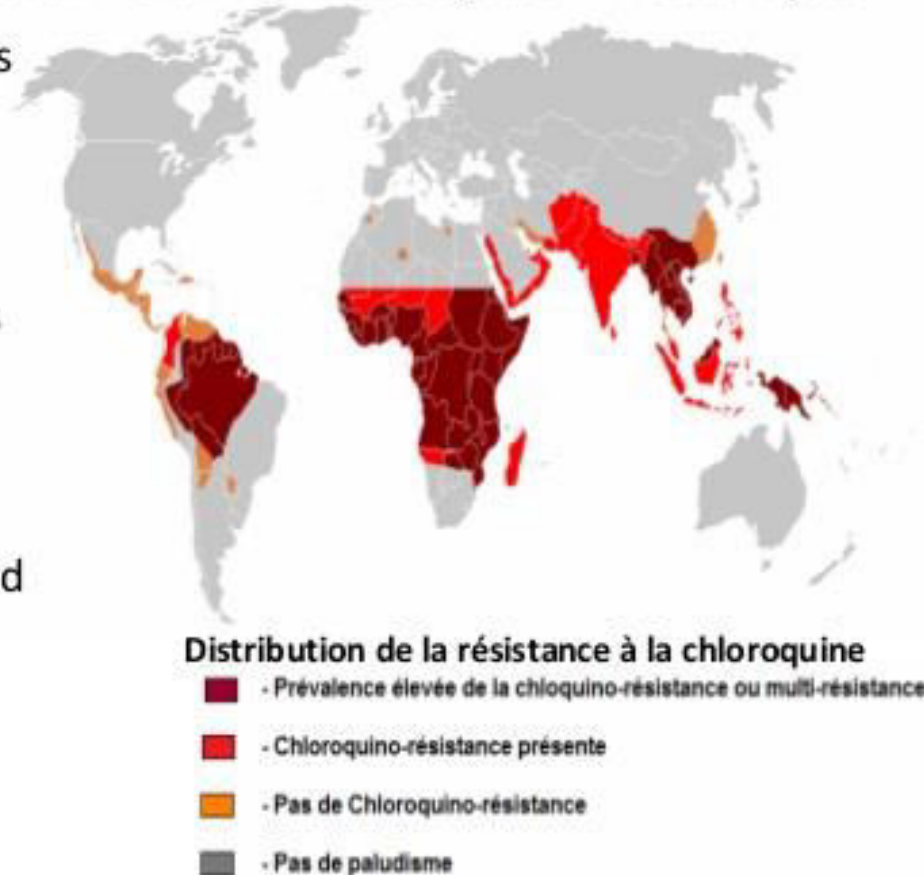 s
d
Distribution de la résistance à la chloroquine
- Prévalence élevée de la chloquino-résistance ou multi-résistance
- Chloroquino-résistance présente
- Pas de Chloroquino-résistance
- Pas de paludisme